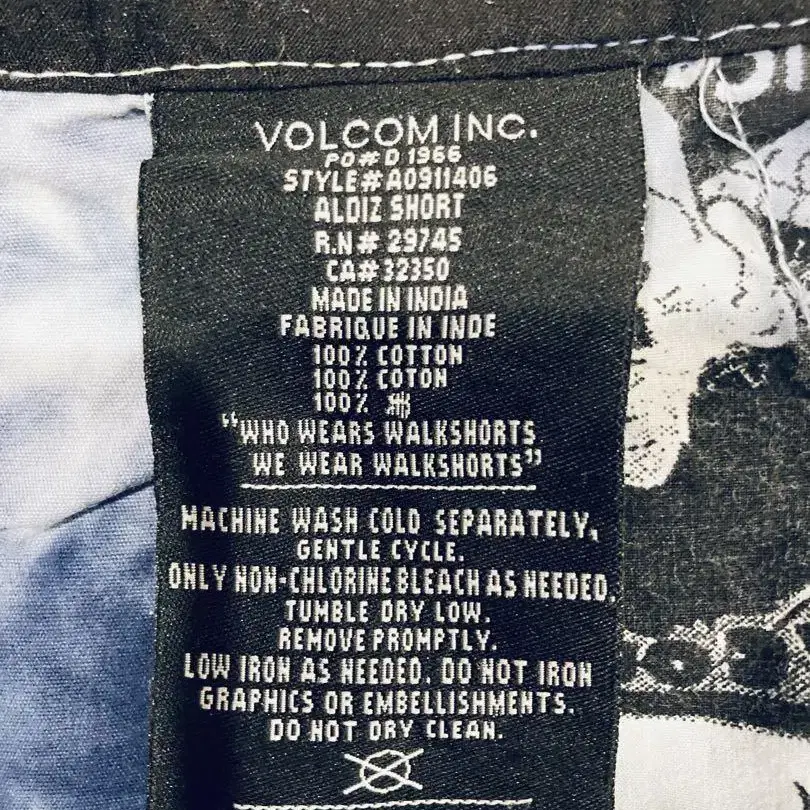 VOLCOM INC.
PO# D 1966
STYLE# A0911406
ALDIZ SHORT
R.N# 29745
CA# 32350
MADE IN INDIA
FABRIQUE IN INDE
100% COTTON
100% COTON
100% 棉
“WHO WEARS WALKSHORTS
WE WEAR WALKSHORTS”
MACHINE WASH COLD SEPARATELY,
GENTLE CYCLE.
ONLY NON-CHLORINE BLEACH AS NEEDED.
TUMBLE DRY LOW.
REMOVE PROMPTLY.
LOW IRON AS NEEDED. DO NOT IRON
GRAPHICS OR EMBELLISHMENTS.
DO NOT DRY CLEAN.